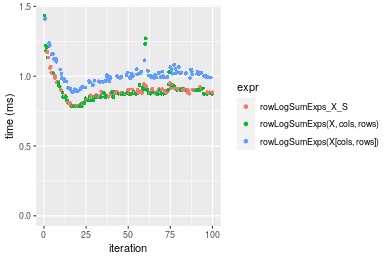 1.5
1.0
0.5
0.0
time (ms)
0
25
50
75
100
iteration
expr
rowLogSumExps_X_S
rowLogSumExps(X, cols, rows)
rowLogSumExps(X[cols, rows])